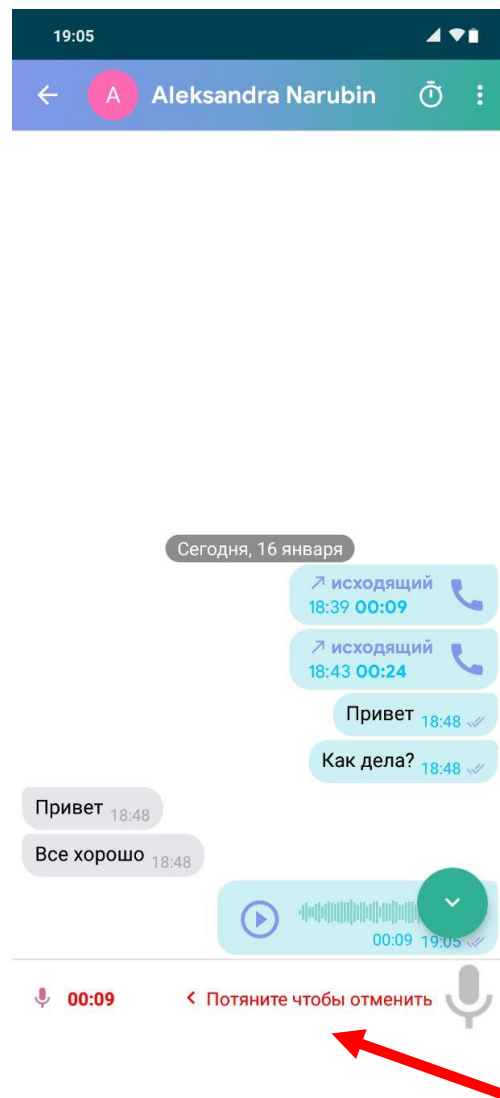 19:05
A Aleksandra Narubin
Сегодня, 16 января
исходящий
18:39 00:09
исходящий
18:43 00:24
Привет 18:48
Как дела? 18:48
Привет 18:48
Все хорошо 18:48
00:09 19:05
00:09 < Потяните чтобы отменить